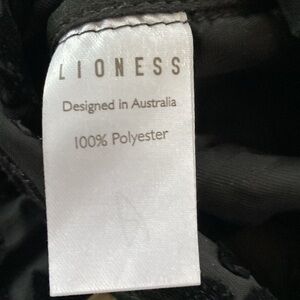 LIONESS
Designed in Australia
100% Polyester